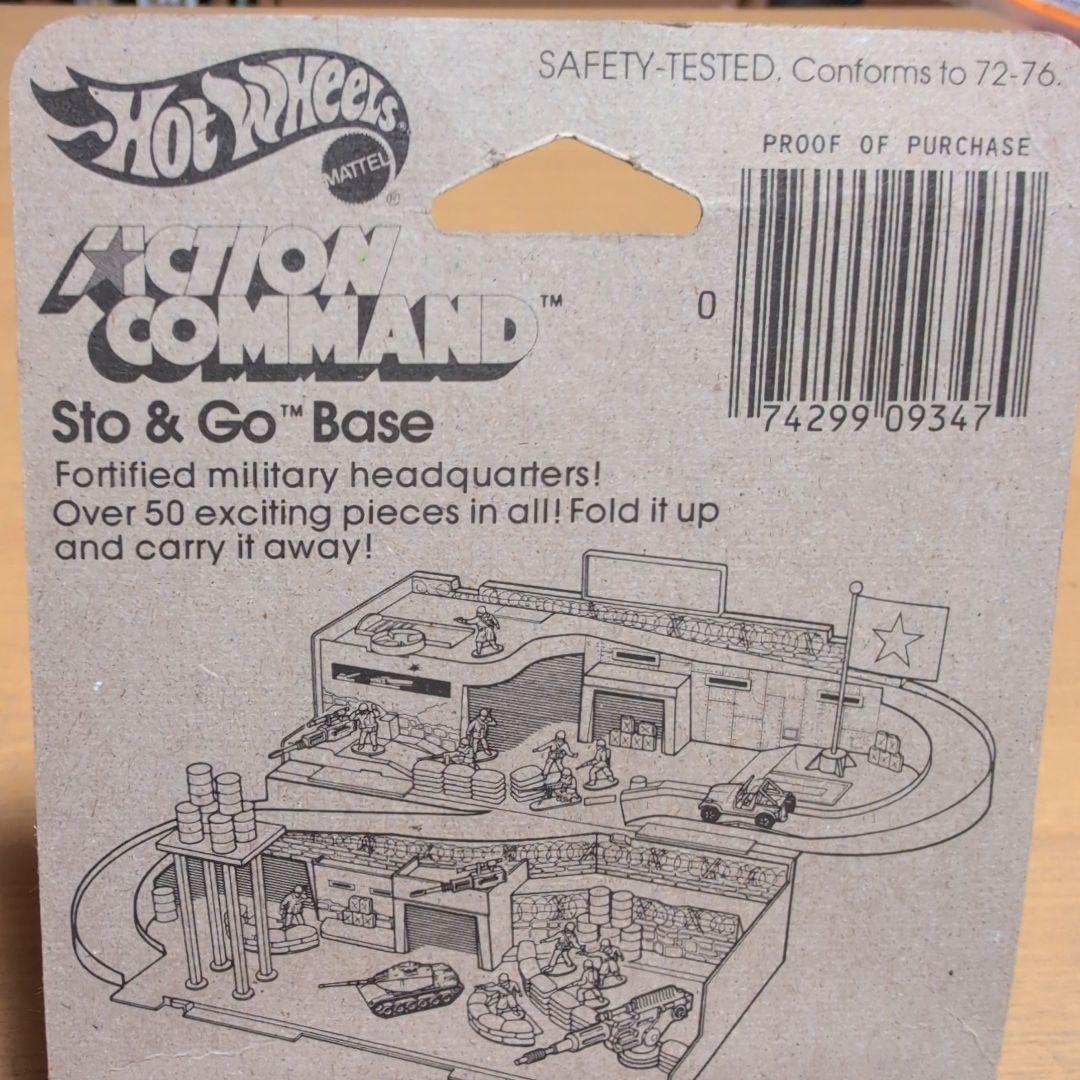 HOT WHEELS®
MATTEL
®
SAFETY-TESTED. Conforms to 72-76.
PROOF OF PURCHASE
0 74299 09347
ACTION
COMMAND™
Sto & Go™ Base
Fortified military headquarters!
Over 50 exciting pieces in all! Fold it up
and carry it away!